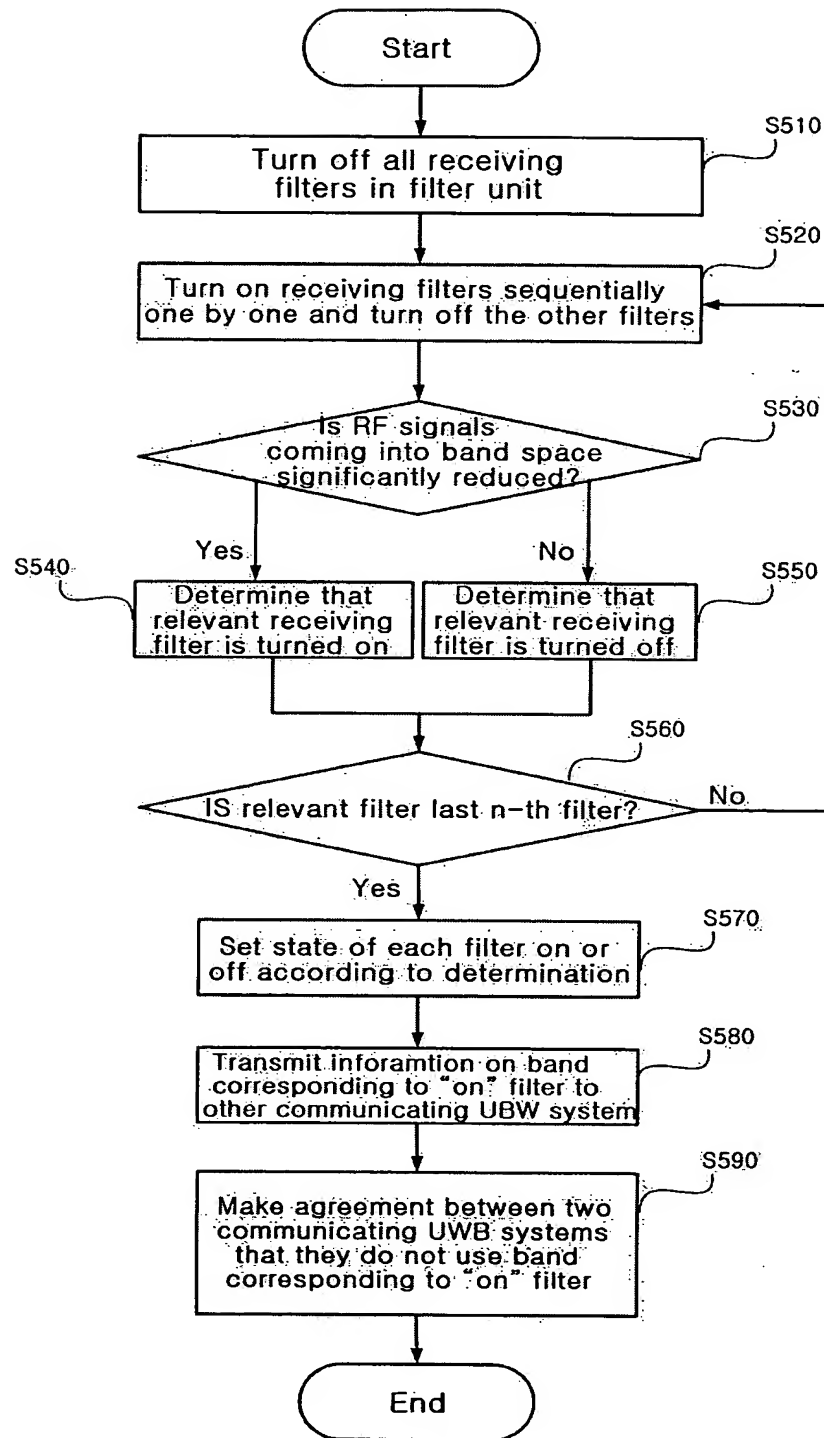 Start
S510
Turn off all receiving
filters in filter unit
S520
Turn on receiving filters sequentially
one by one and turn off the other filters
S530
Is RF signals
coming into band space
significantly reduced?
Yes
No
S540
Determine that
relevant receiving
filter is turned on
S550
Determine that
relevant receiving
filter is turned off
S560
IS relevant filter last n-th filter?
No
Yes
S570
Set state of each filter on or
off according to determination
S580
Transmit inforamtion on band
corresponding to "on" filter to
other communicating UBW system
S590
Make agreement between two
communicating UWB systems
that they do not use band
corresponding to "on" filter
End